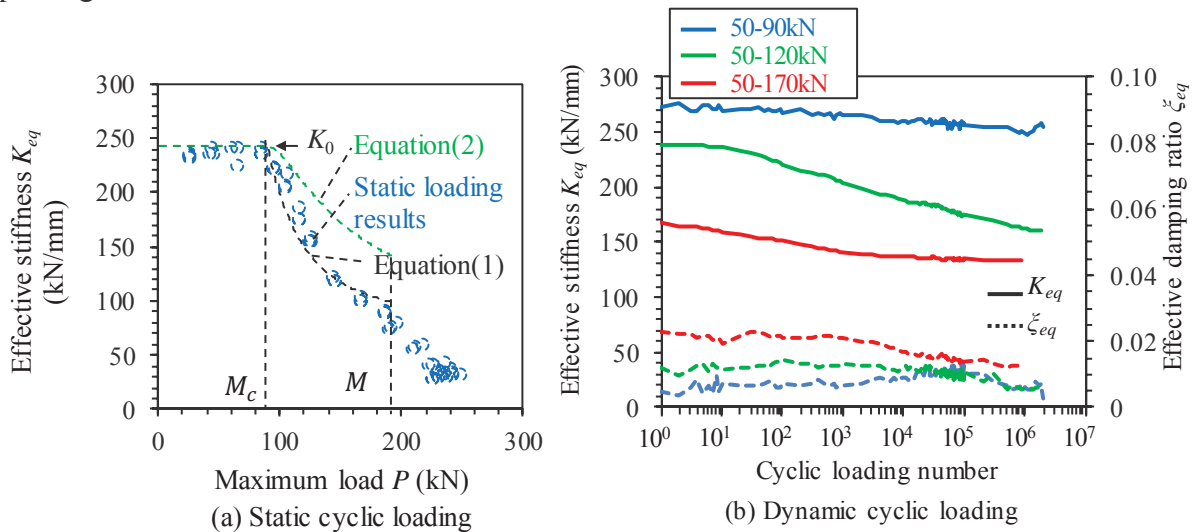 50-90kN
50-120kN
50-170kN
300
250
200
150
100
50
0
0
100
200
300
Effective stiffness K_eq
(kN/mm)
K_0
Equation(2)
Static loading
results
Equation(1)
M_c
M
Maximum load P (kN)
(a) Static cyclic loading
300
250
200
150
100
50
0
Effective stiffness K_eq (kN/mm)
0.10
0.08
0.06
0.04
0.02
0
Effective damping ratio ξ_eq
K_eq
ξ_eq
10^0
10^1
10^2
10^3
10^4
10^5
10^6
10^7
Cyclic loading number
(b) Dynamic cyclic loading